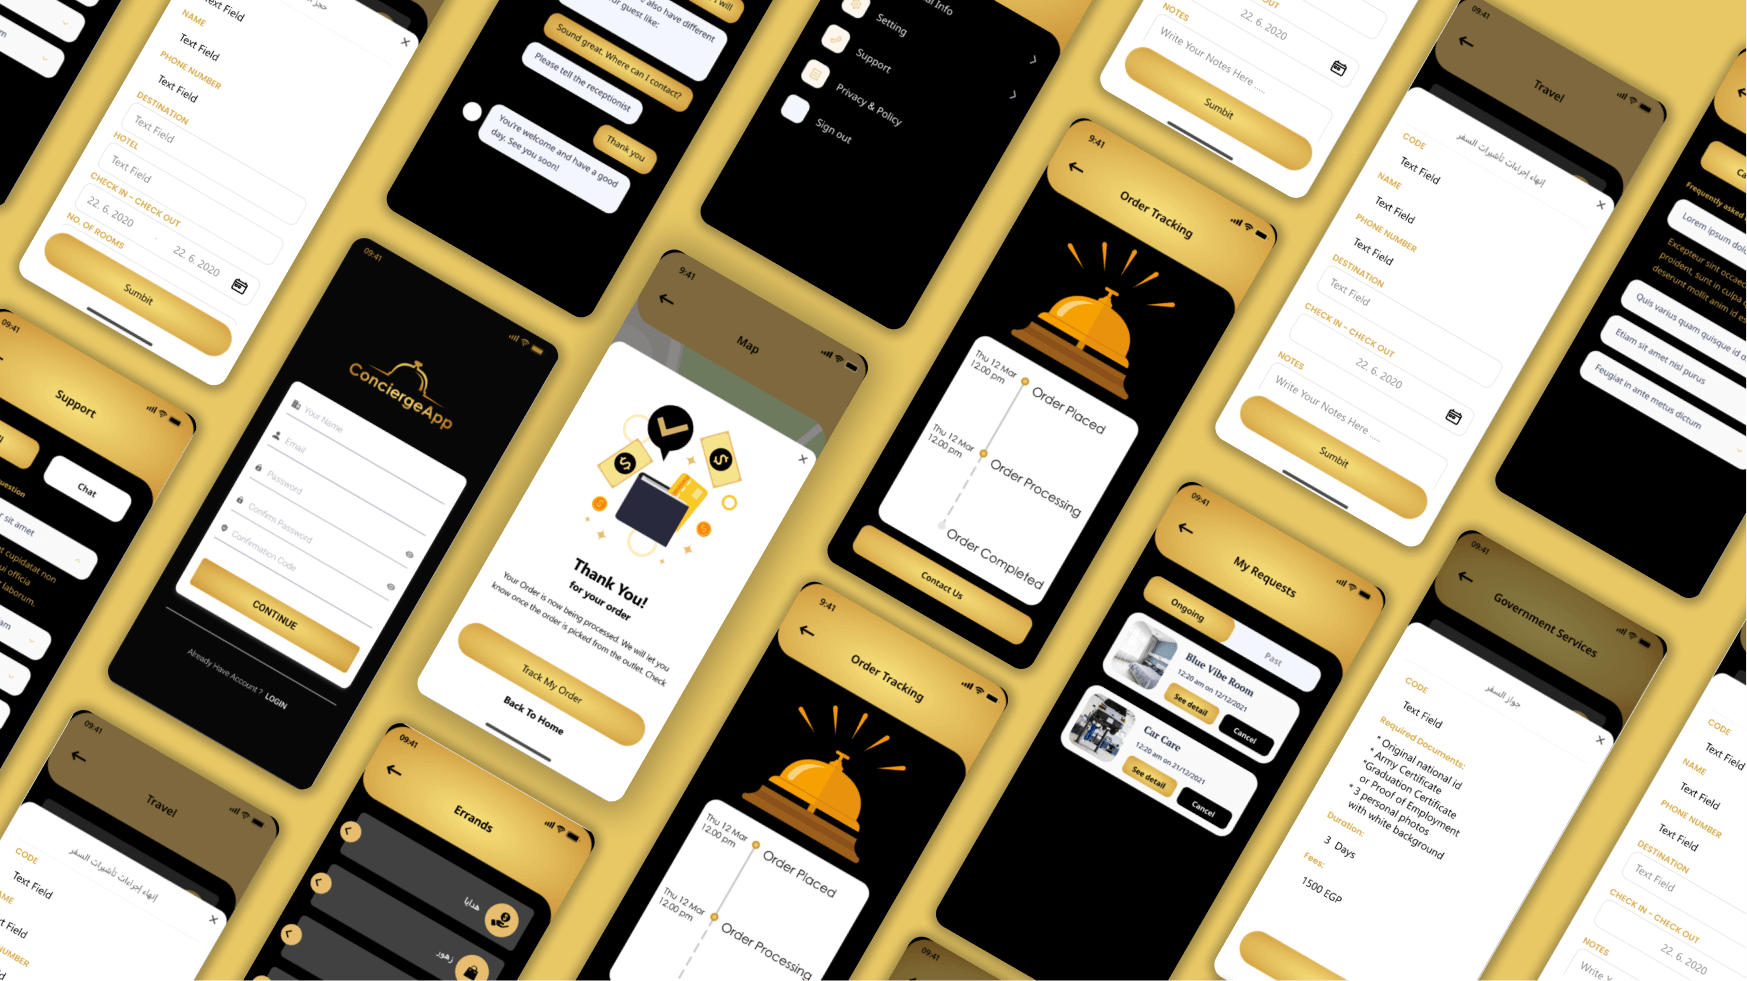 Text Field
NAME
Text Field
PHONE NUMBER
Text Field
DESTINATION
Text Field
HOTEL
Text Field
CHECK IN - CHECK OUT
22. 6. 2020
22. 6. 2020
NO. OF ROOMS
Sumbit
also have different
guest like:
Sound great. Where can I contact?
Please tell the receptionist
Thank you
You're welcome and have a good
day. See you soon!
Info
Setting
Support
Privacy & Policy
Sign out
22. 6. 2020
NOTES
Write Your Notes Here ....
Sumbit
09:41
Travel
إنهاء إجراءات تأشيرات السفر
CODE
Text Field
NAME
Text Field
PHONE NUMBER
Text Field
DESTINATION
Text Field
CHECK IN - CHECK OUT
22. 6. 2020
NOTES
Write Your Notes Here ....
Sumbit
Frequently asked
Lorem ipsum dolo
Excepteur sint occaec
proident, sunt in culpa
deserunt mollit anim id es
Quis varius quam quisque id
Etiam sit amet nisl purus
Feugiat in ante metus dictum
09:41
Support
Chat
uestion
sit amet
t cupidatat non
ui officia
laborum.
09:41
ConciergeApp
Your Name
Email
Password
Confirm Password
Confirmation Code
CONTINUE
Already Have Account ? LOGIN
9:41
Map
Thank You!
for your order
Your Order is now being processed. We will let you
know once the order is picked from the outlet. Check
Track My Order
Back To Home
9:41
Order Tracking
Thu 12 Mar
12.00 pm
Order Placed
Thu 12 Mar
12.00 pm
Order Processing
Order Completed
Contact Us
09:41
My Requests
Ongoing
Past
Blue Vibe Room
12:20 am on 12/12/2021
See detail
Cancel
Car Care
12:20 am on 21/12/2021
See detail
Cancel
09:41
Government Services
جواز السفر
CODE
Text Field
Required Documents:
* Original national id
* Army Certificate
*Graduation Certificate
or Proof of Employment
* 3 personal photos
with white background
Duration:
3 Days
Fees:
1500 EGP
09:41
Travel
إنهاء إجراءات تأشيرات السفر
CODE
Text Field
NAME
Text Field
NUMBER
09:41
Errands
هدايا
زهور
9:41
Order Tracking
Thu 12 Mar
12.00 pm
Order Placed
Thu 12 Mar
12.00 pm
Order Processing
09:41
CODE
Text Field
NAME
Text Field
PHONE NUMBER
Text Field
DESTINATION
Text Field
CHECK IN - CHECK OUT
22. 6. 2020
NOTES
Write Y